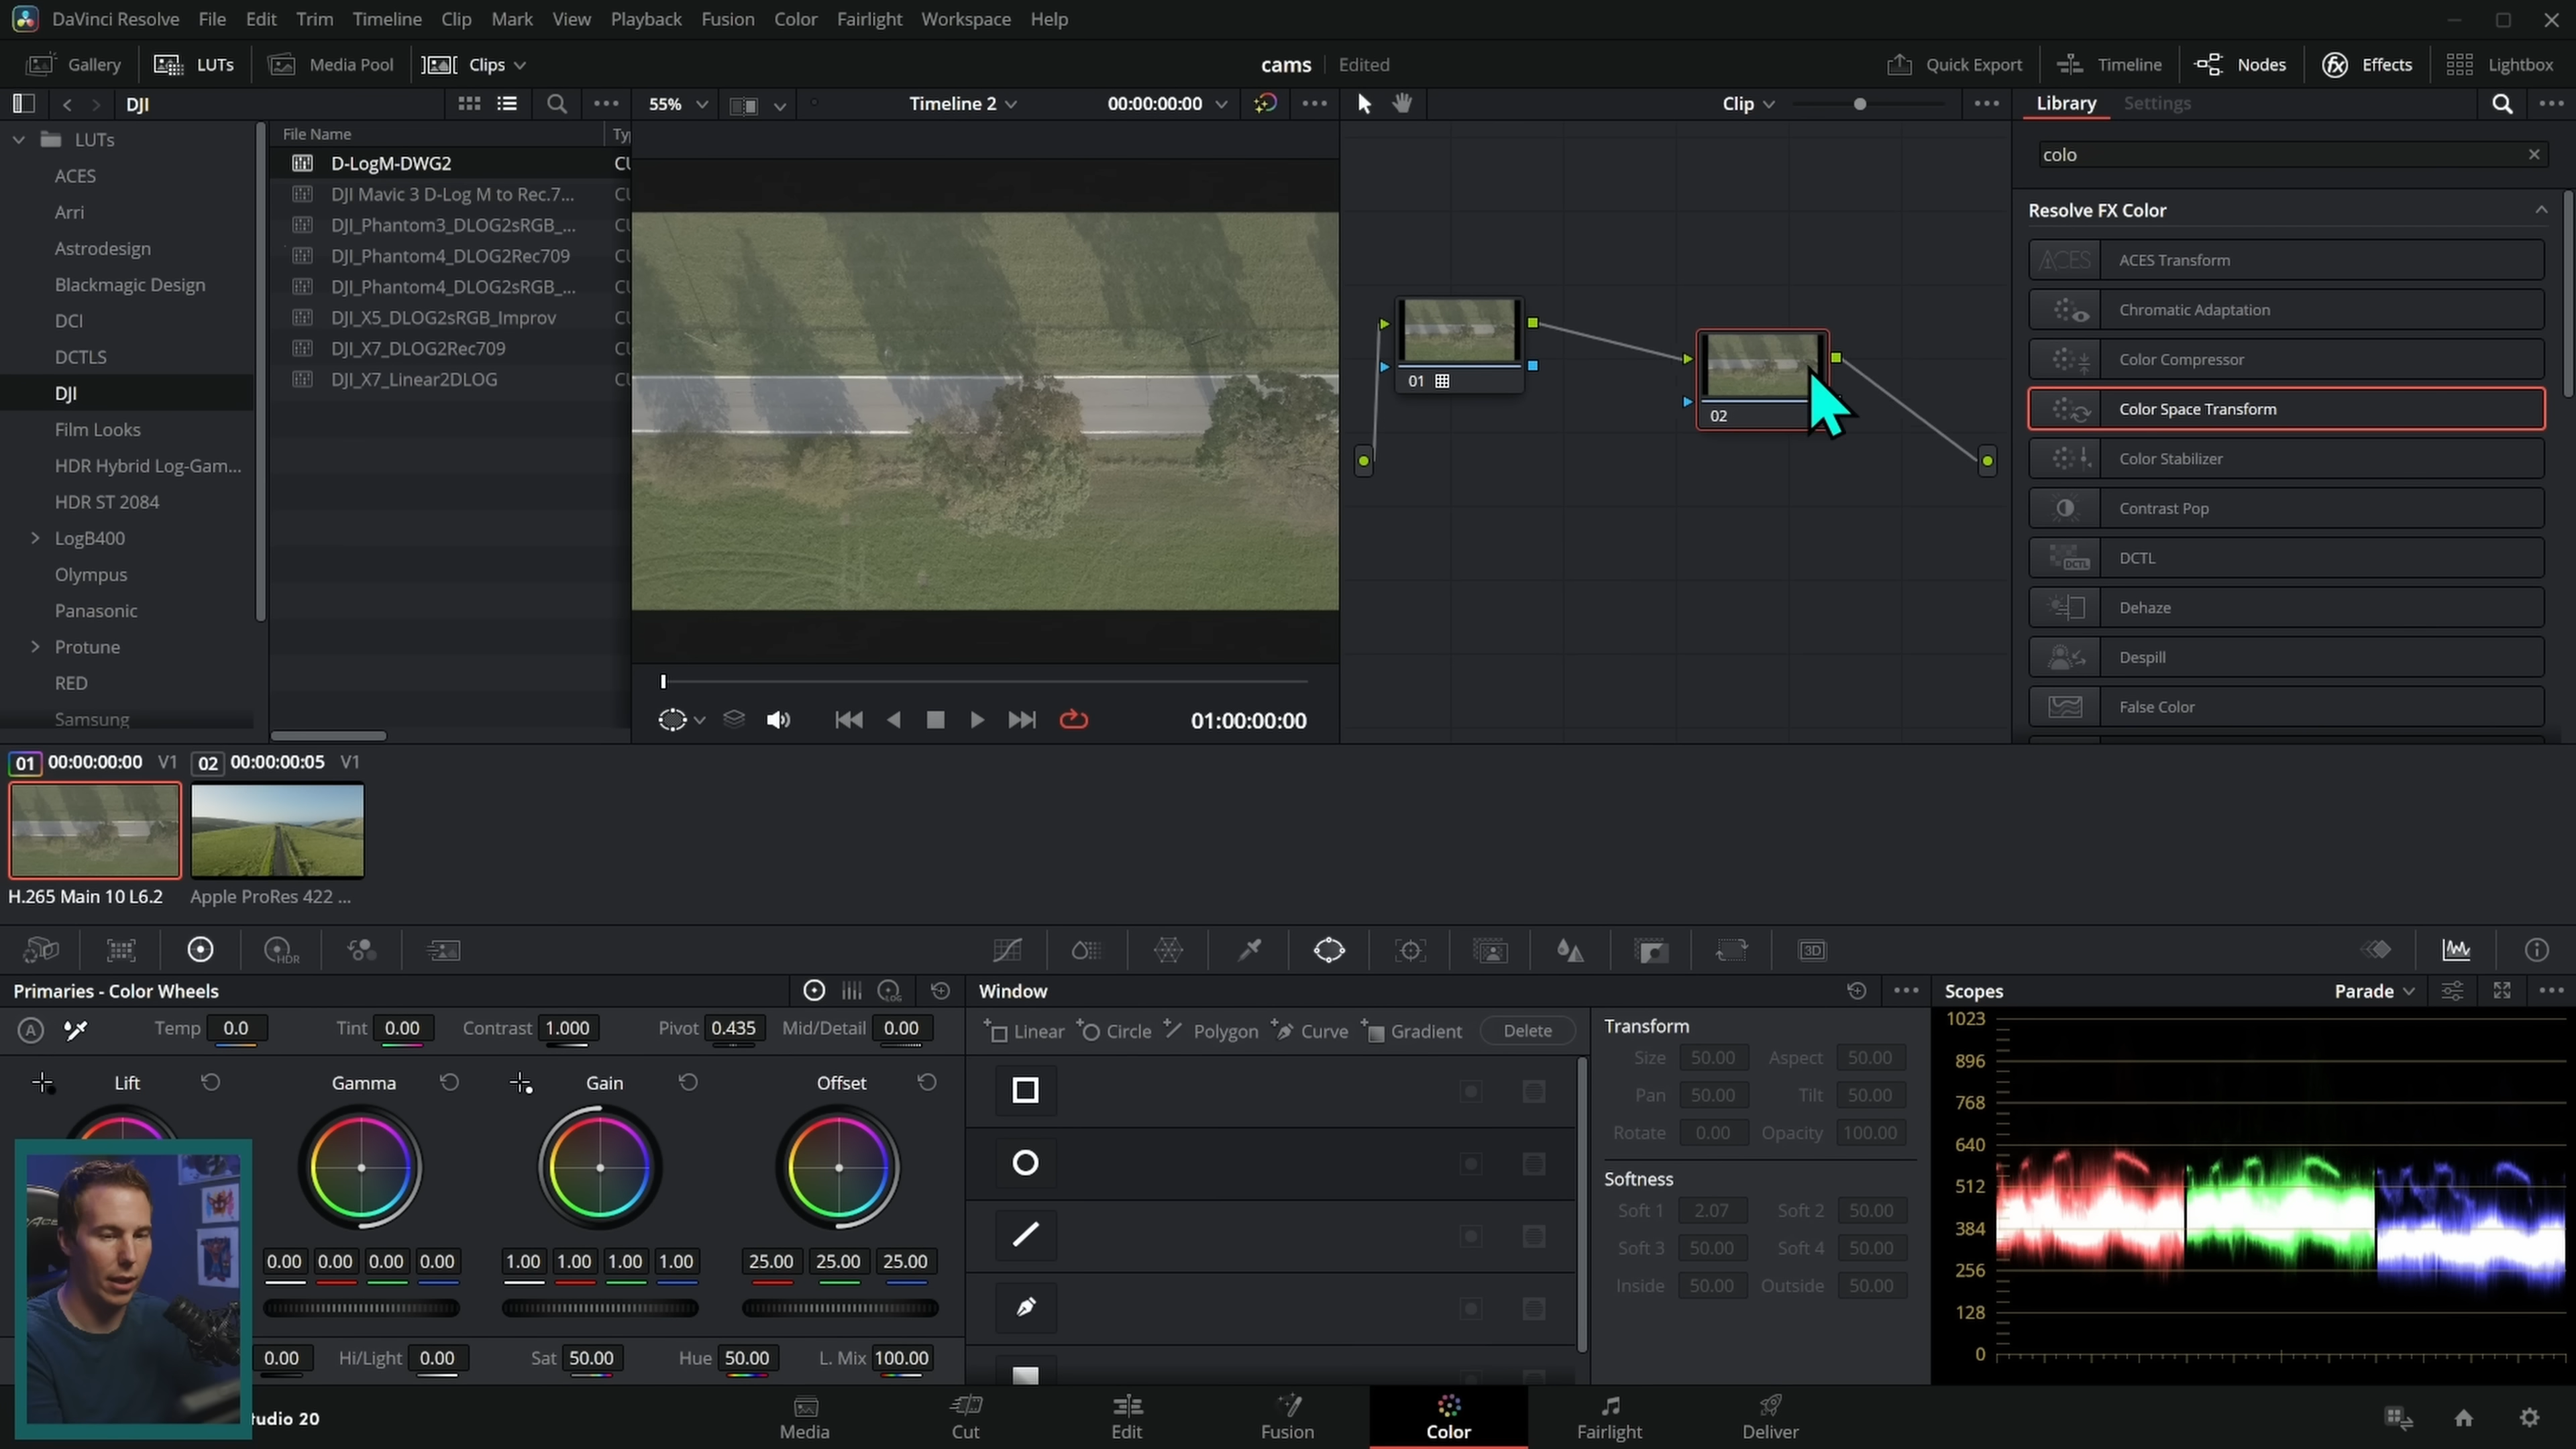 DaVinci Resolve File Edit Trim Timeline Clip Mark View Playback Fusion Color Fairlight Workspace Help
Gallery LUTs Media Pool Clips cams Edited Quick Export Timeline Nodes Effects Lightbox
DJI 55% Timeline 2 00:00:00:00 Clip Library Settings
File Name
LUTs
ACES
Arri
Astrodesign
Blackmagic Design
DCI
DCTLS
DJI
Film Looks
HDR Hybrid Log-Gam...
HDR ST 2084
LogB400
Olympus
Panasonic
Protune
RED
Samsung
D-LogM-DWG2
DJI Mavic 3 D-Log M to Rec.7...
DJI_Phantom3_DLOG2sRGB_...
DJI_Phantom4_DLOG2Rec709
DJI_Phantom4_DLOG2sRGB_...
DJI_X5_DLOG2sRGB_Improv
DJI_X7_DLOG2Rec709
DJI_X7_Linear2DLOG
01:00:00:00
01
02
colo
Resolve FX Color
ACES Transform
Chromatic Adaptation
Color Compressor
Color Space Transform
Color Stabilizer
Contrast Pop
DCTL
Dehaze
Despill
False Color
01 00:00:00:00 V1 02 00:00:00:05 V1
H.265 Main 10 L6.2 Apple ProRes 422 ...
HDR
3D
Primaries - Color Wheels
LOG
A Temp 0.0 Tint 0.00 Contrast 1.000 Pivot 0.435 Mid/Detail 0.00
Lift Gamma Gain Offset
0.00 0.00 0.00 0.00 1.00 1.00 1.00 1.00 25.00 25.00 25.00
0.00 Hi/Light 0.00 Sat 50.00 Hue 50.00 L. Mix 100.00
Window
Linear Circle Polygon Curve Gradient Delete
Transform
Size 50.00 Aspect 50.00
Pan 50.00 Tilt 50.00
Rotate 0.00 Opacity 100.00
Softness
Soft 1 2.07 Soft 2 50.00
Soft 3 50.00 Soft 4 50.00
Inside 50.00 Outside 50.00
Scopes Parade
1023
896
768
640
512
384
256
128
0
20
Media Cut Edit Fusion Color Fairlight Deliver